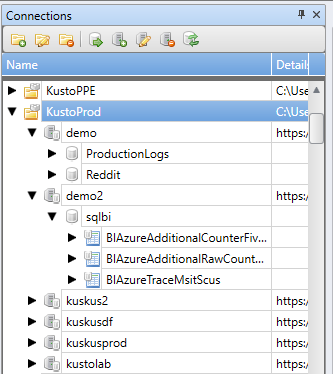 Connections
Name Details
KustoPPE C:\Use
KustoProd C:\Use
demo https:/
ProductionLogs
Reddit
demo2 https:/
sqlbi
BIAzureAdditionalCounterFiv...
BIAzureAdditionalRawCount...
BIAzureTraceMsitScus
kuskus2 https:/
kuskusdf https:/
kuskusprod https:/
kustolab https:/